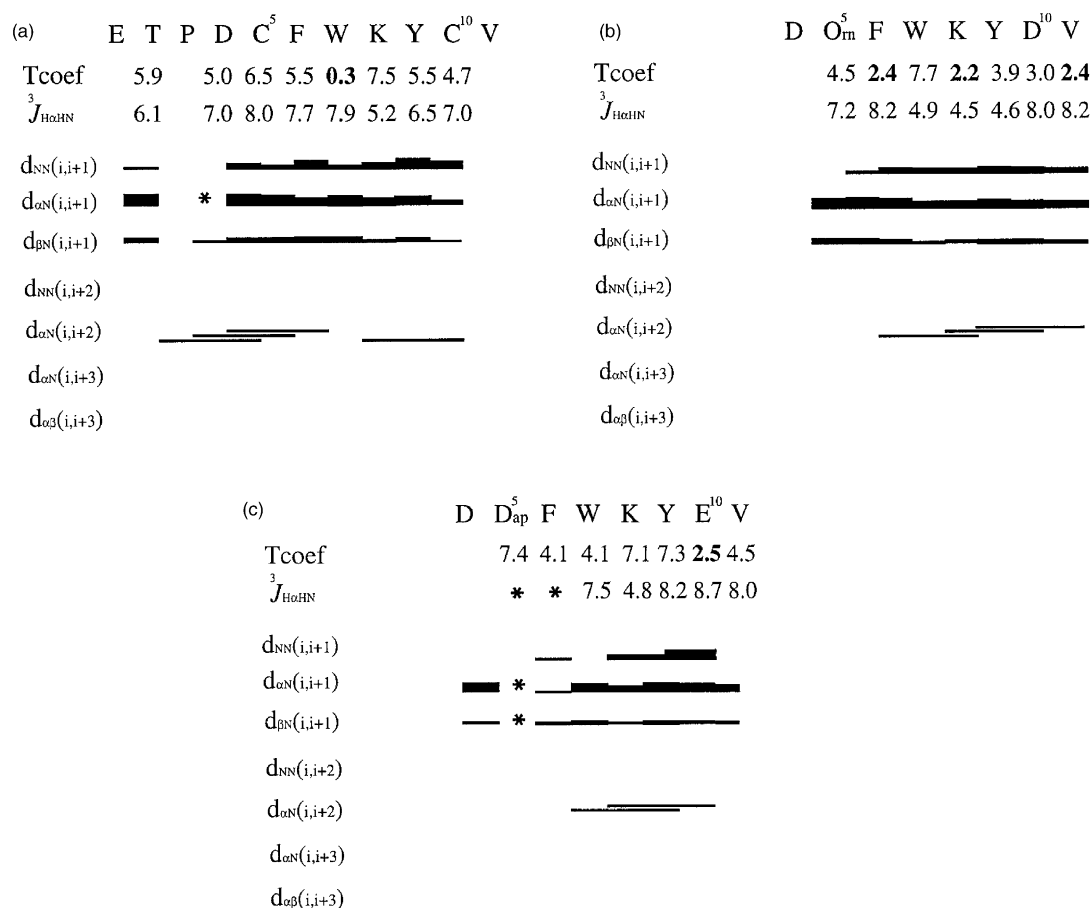 (a)
E T P D C⁵ F W K Y C¹⁰ V
Tcoef 5.9 5.0 6.5 5.5 0.3 7.5 5.5 4.7
³JHαHN 6.1 7.0 8.0 7.7 7.9 5.2 6.5 7.0
dNN(i,i+1)
dαN(i,i+1) *
dβN(i,i+1)
dNN(i,i+2)
dαN(i,i+2)
dαN(i,i+3)
dαβ(i,i+3)
(b)
D Orn⁵ F W K Y D¹⁰ V
Tcoef 4.5 2.4 7.7 2.2 3.9 3.0 2.4
³JHαHN 7.2 8.2 4.9 4.5 4.6 8.0 8.2
dNN(i,i+1)
dαN(i,i+1)
dβN(i,i+1)
dNN(i,i+2)
dαN(i,i+2)
dαN(i,i+3)
dαβ(i,i+3)
(c)
D Dap⁵ F W K Y E¹⁰ V
Tcoef 7.4 4.1 4.1 7.1 7.3 2.5 4.5
³JHαHN * * 7.5 4.8 8.2 8.7 8.0
dNN(i,i+1)
dαN(i,i+1) *
dβN(i,i+1) *
dNN(i,i+2)
dαN(i,i+2)
dαN(i,i+3)
dαβ(i,i+3)